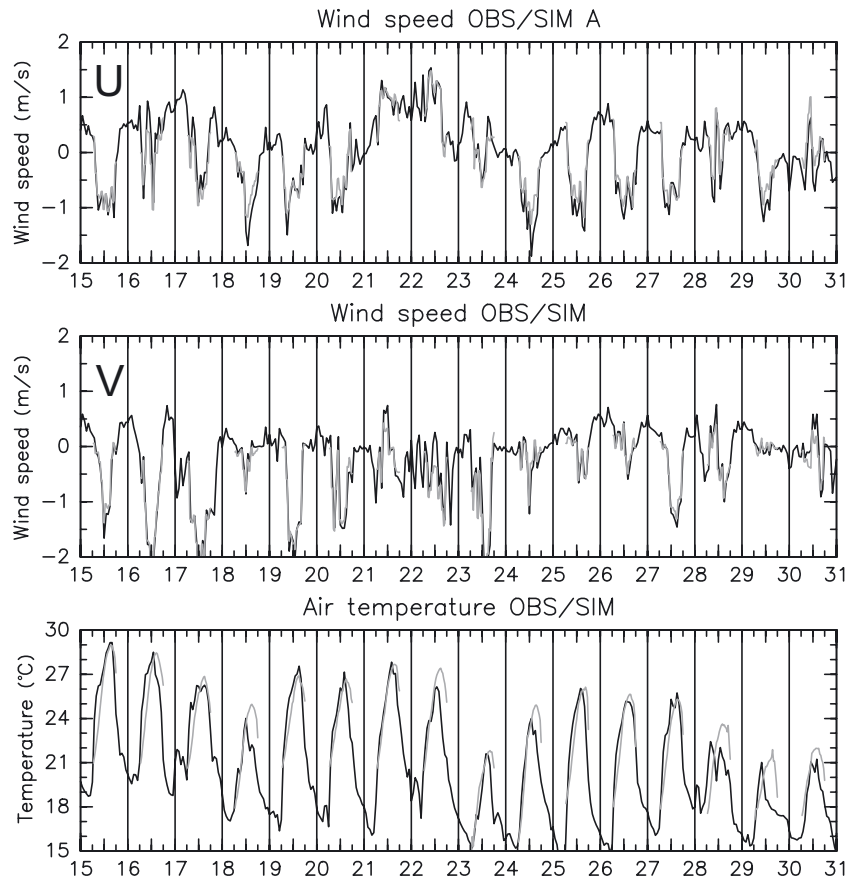 Wind speed OBS/SIM A
Wind speed (m/s)
U
2
1
0
−1
−2
15 16 17 18 19 20 21 22 23 24 25 26 27 28 29 30 31
Wind speed OBS/SIM
Wind speed (m/s)
V
2
1
0
−1
−2
15 16 17 18 19 20 21 22 23 24 25 26 27 28 29 30 31
Air temperature OBS/SIM
Temperature (℃)
30
27
24
21
18
15
15 16 17 18 19 20 21 22 23 24 25 26 27 28 29 30 31